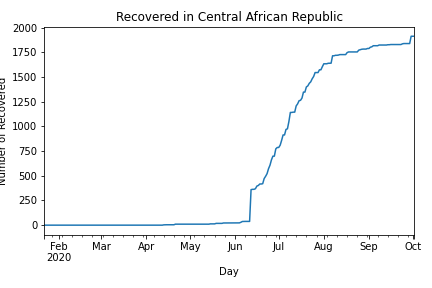 Recovered in Central African Republic
Number of Recovered
2000
1750
1500
1250
1000
750
500
250
0
Feb Mar Apr May Jun Jul Aug Sep Oct
2020
Day